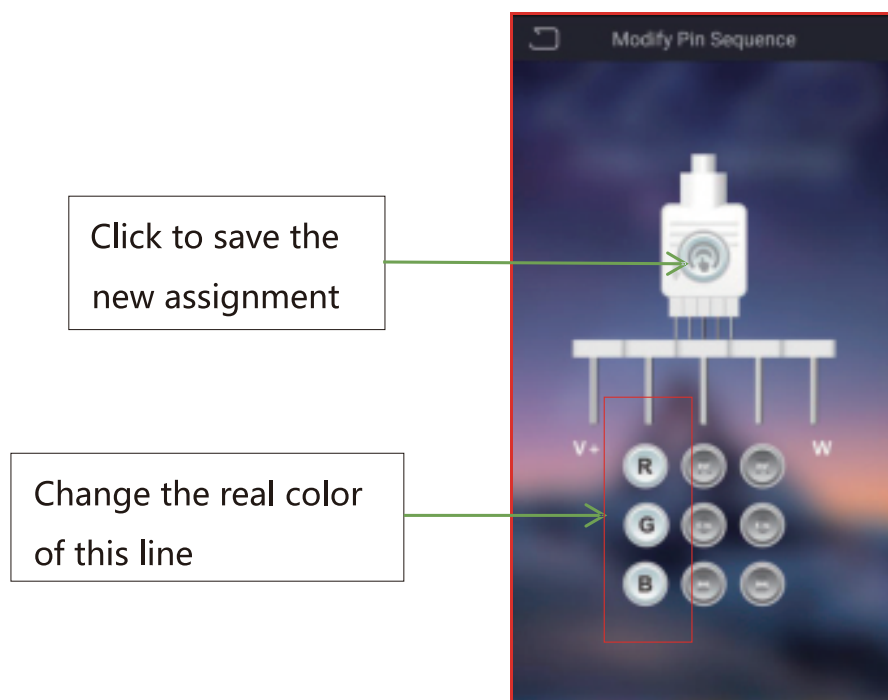 Modify Pin Sequence
Click to save the
new assignment
V+
W
R
G
B
Change the real color
of this line